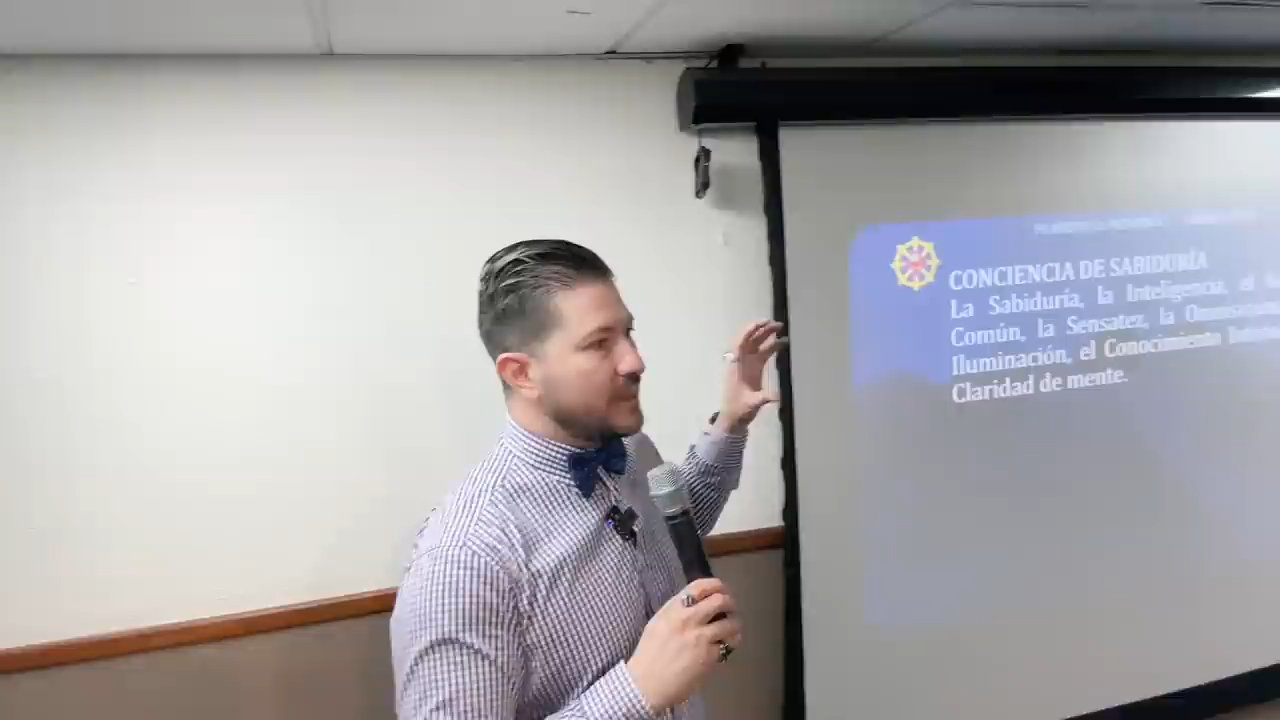 CONCIENCIA DE SABIDURÍA
La Sabiduría, la Inteligencia, el
Común, la Sensatez, la
Iluminación, el Conocimiento
Claridad de mente.